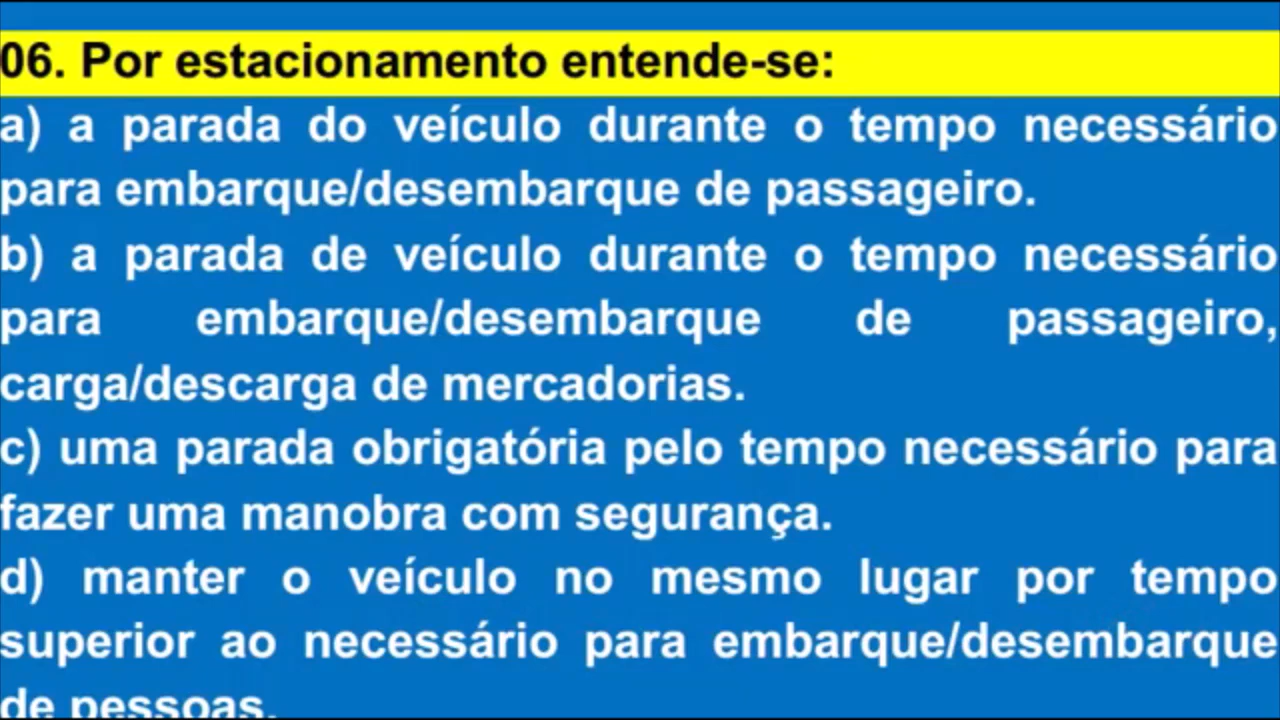 06. Por estacionamento entende-se:
a) a parada do veículo durante o tempo necessário
para embarque/desembarque de passageiro.
b) a parada de veículo durante o tempo necessário
para embarque/desembarque de passageiro,
carga/descarga de mercadorias.
c) uma parada obrigatória pelo tempo necessário para
fazer uma manobra com segurança.
d) manter o veículo no mesmo lugar por tempo
superior ao necessário para embarque/desembarque
de pessoas.